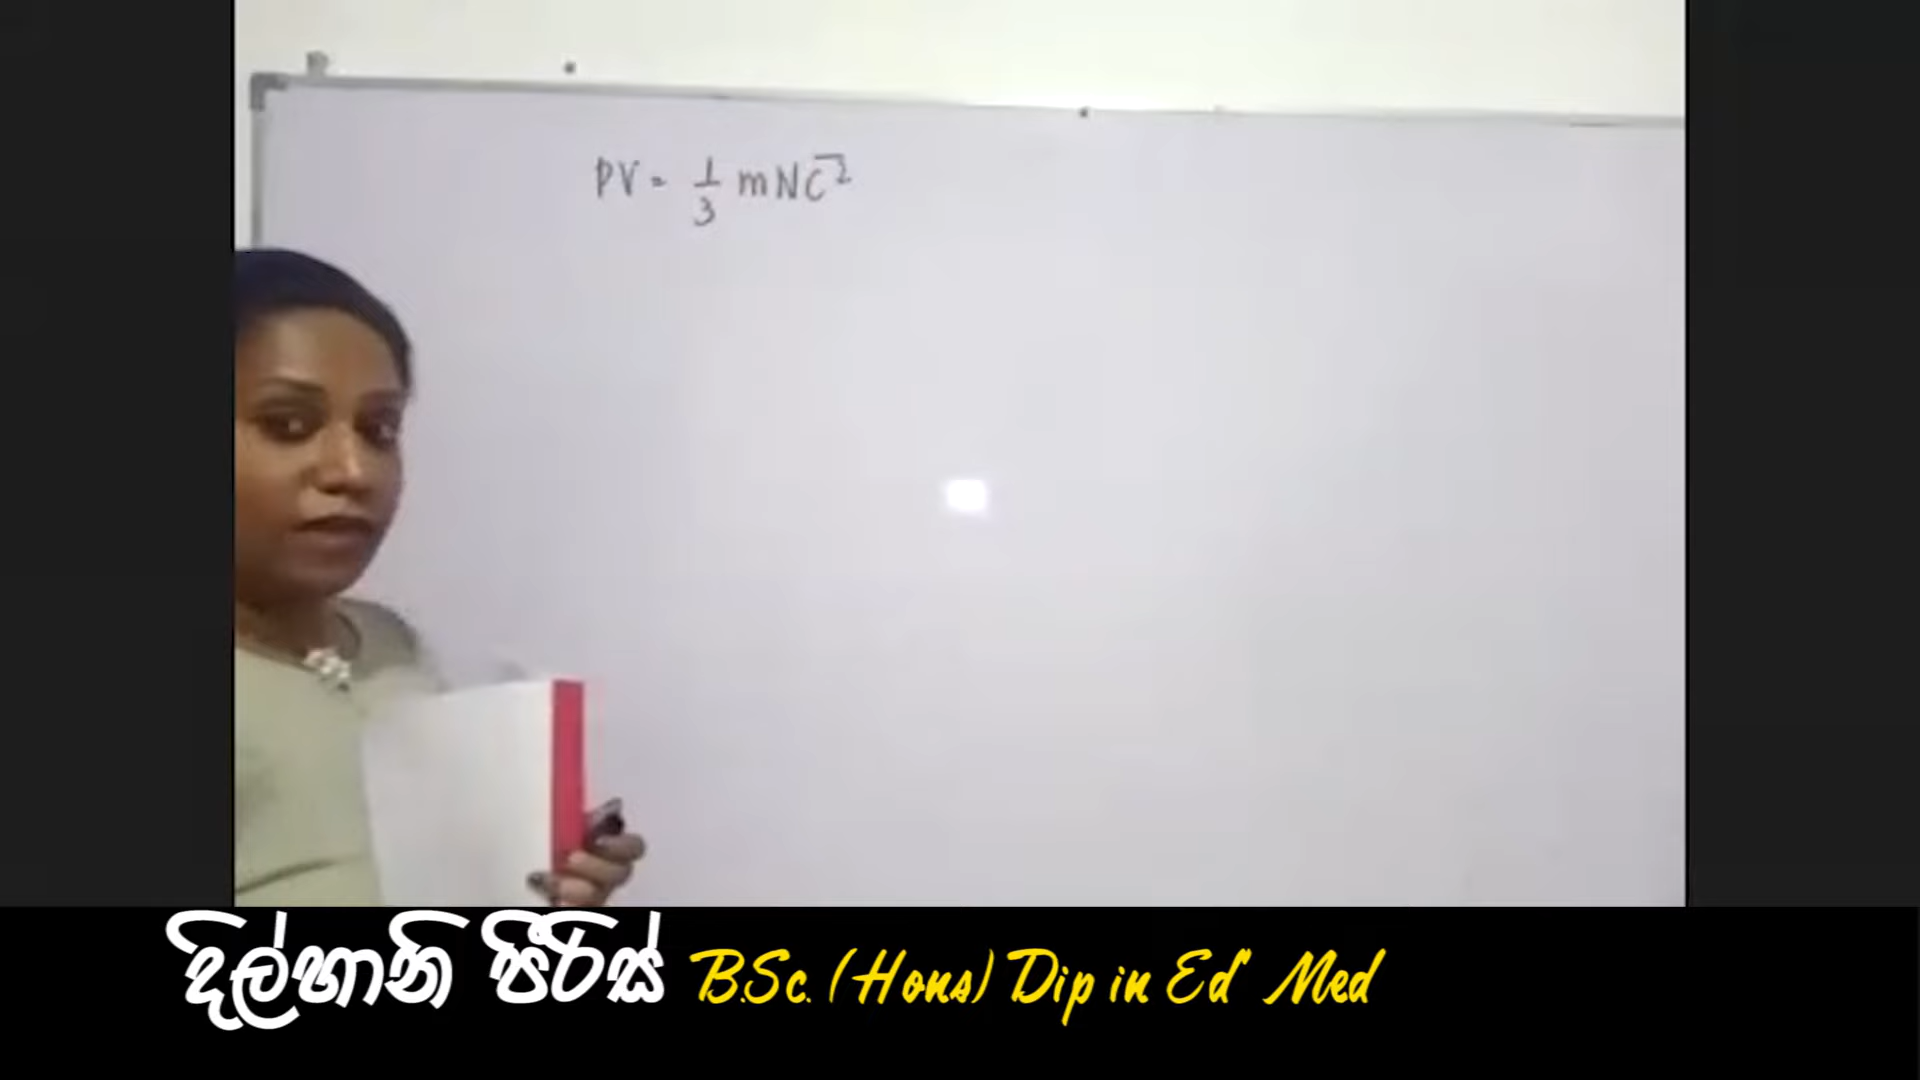 PV = 1/3 mNC̅²
දිල්හානි පීරිස් B.Sc. (Hons) Dip in Ed Med